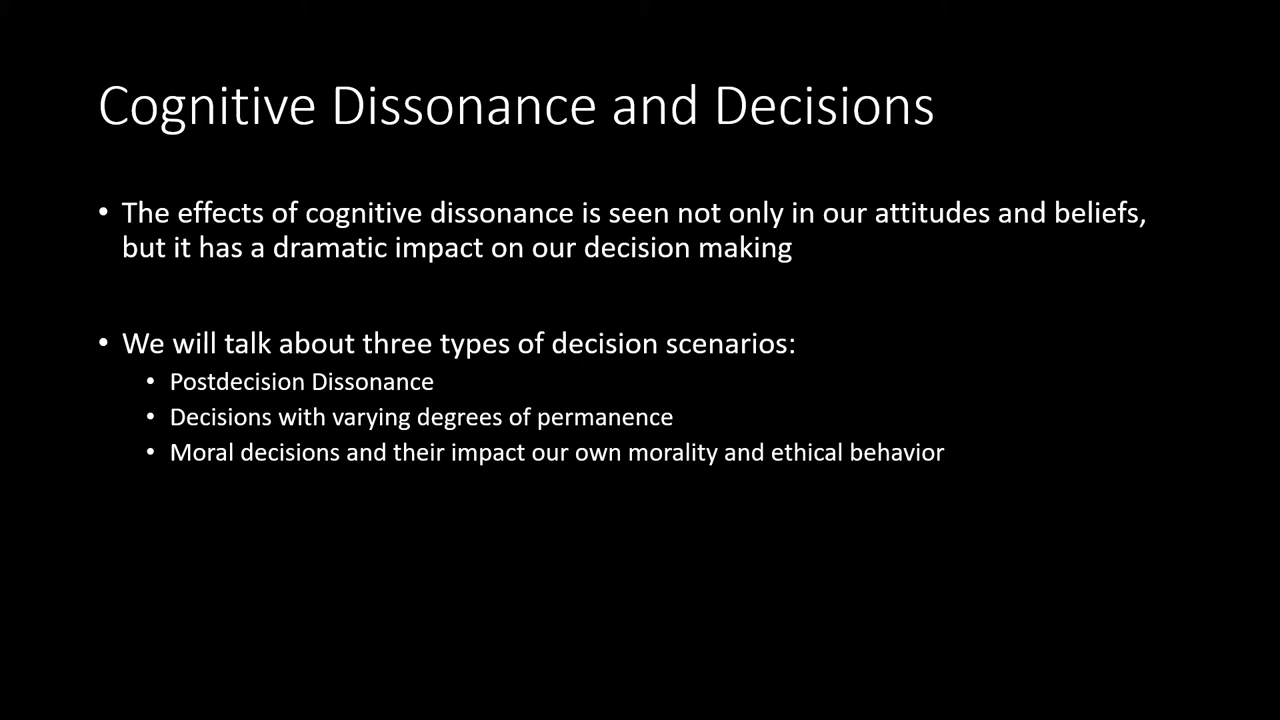 Cognitive Dissonance and Decisions
• The effects of cognitive dissonance is seen not only in our attitudes and beliefs,
but it has a dramatic impact on our decision making
• We will talk about three types of decision scenarios:
• Postdecision Dissonance
• Decisions with varying degrees of permanence
• Moral decisions and their impact our own morality and ethical behavior